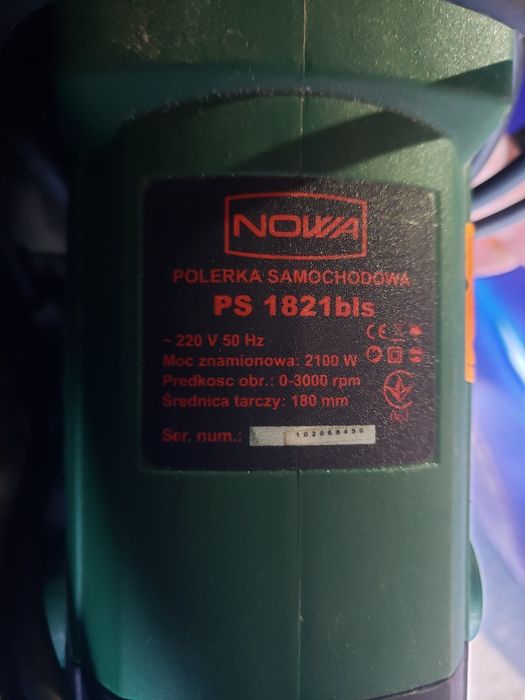 NOWA
POLERKA SAMOCHODOWA
PS 1821bls
~ 220 V 50 Hz
Moc znamionowa: 2100 W
Predkosc obr.: 0-3000 rpm
Średnica tarczy: 180 mm
Ser. num.: 102068450